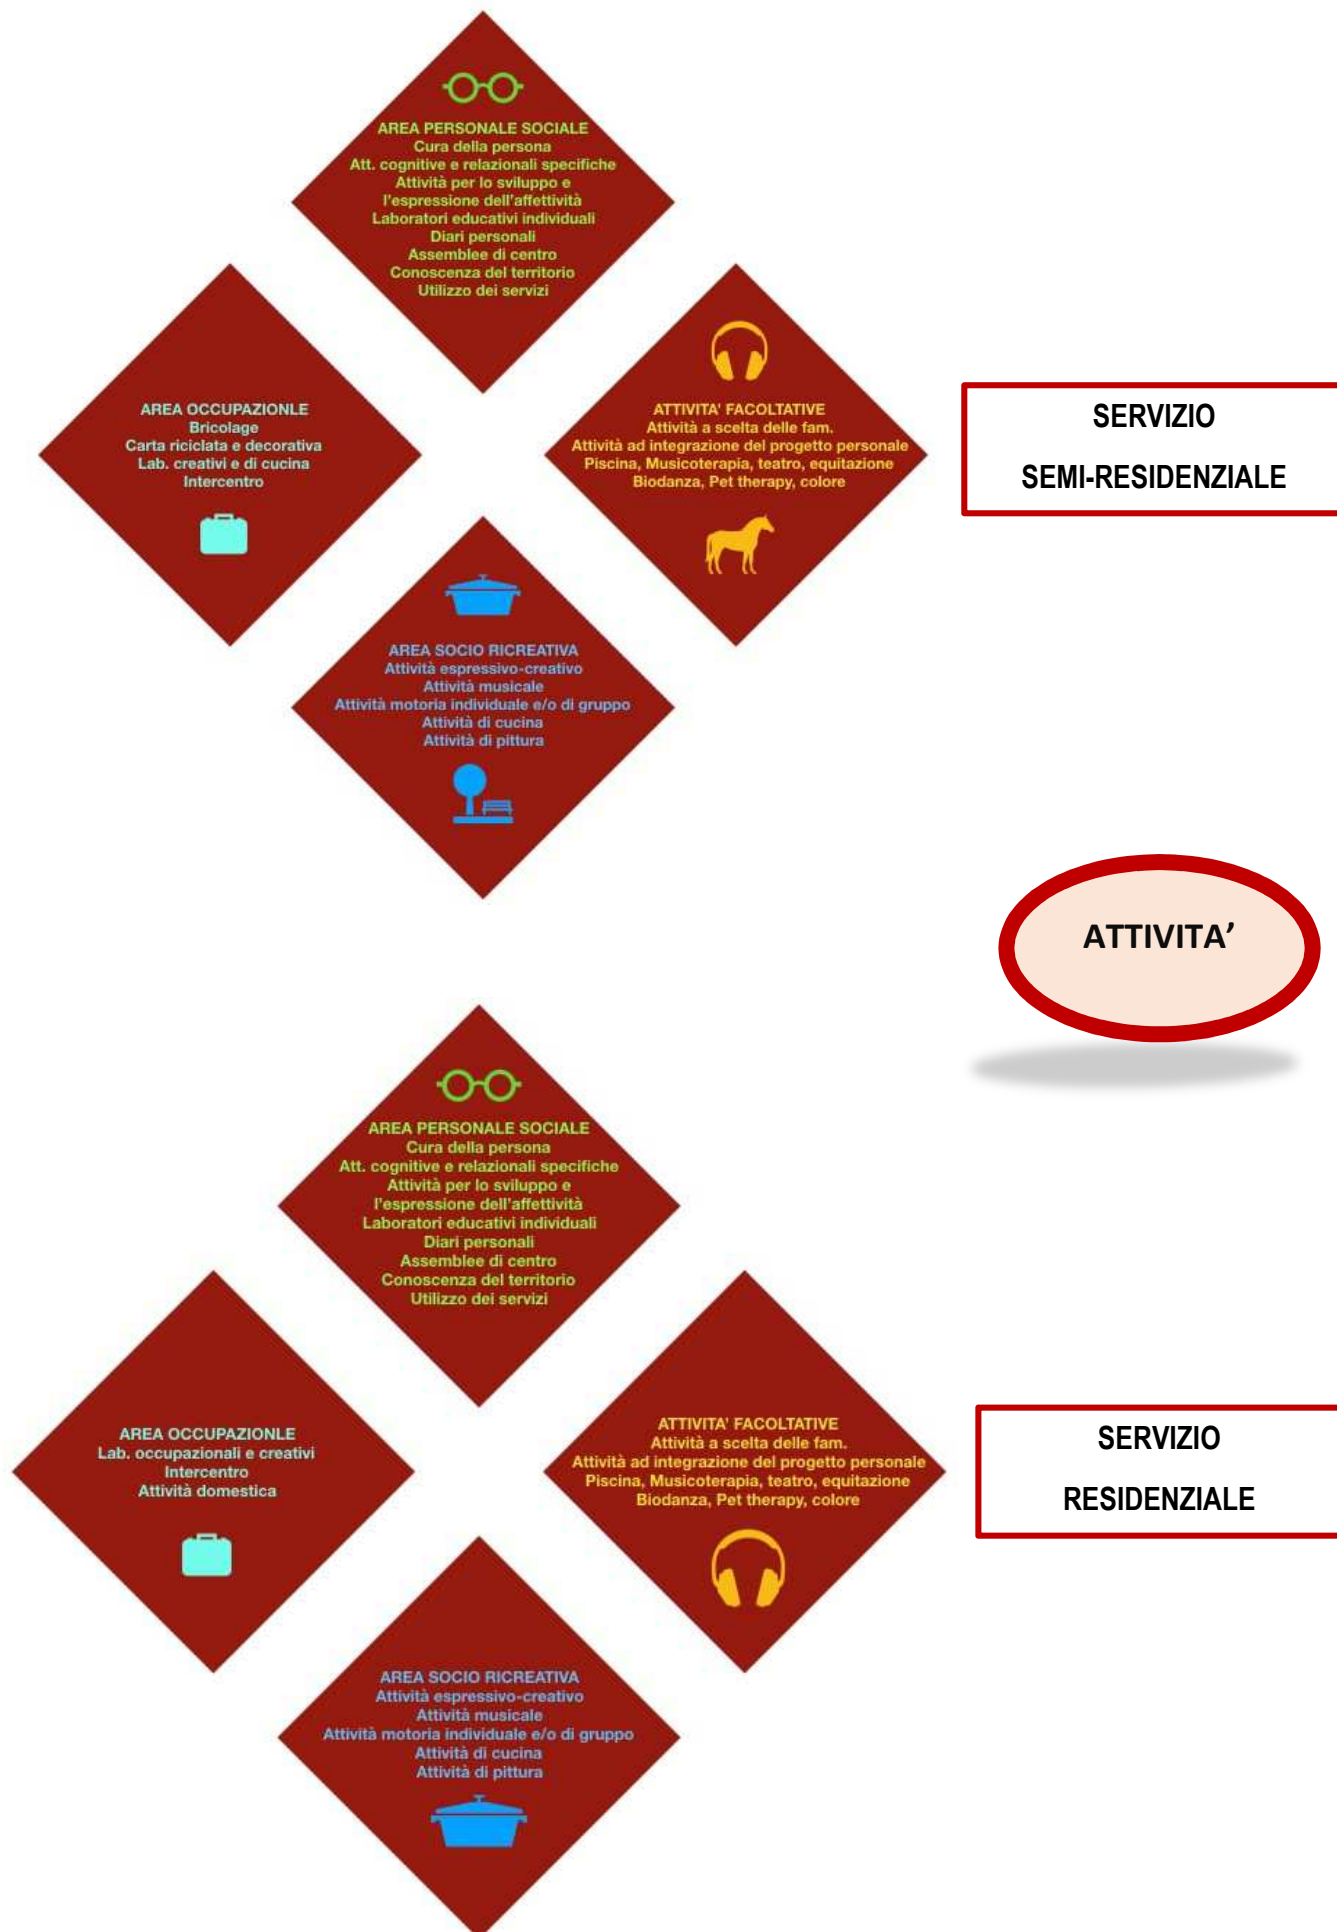 AREA PERSONALE SOCIALE
Cura della persona
Att. cognitive e relazionali specifiche
Attività per lo sviluppo e
l'espressione dell'affettività
Laboratori educativi individuali
Diari personali
Assemblee di centro
Conoscenza del territorio
Utilizzo dei servizi
AREA OCCUPAZIONLE
Bricolage
Carta riciclata e decorativa
Lab. creativi e di cucina
Intercentro
ATTIVITA' FACOLTATIVE
Attività a scelta delle fam.
Attività ad integrazione del progetto personale
Piscina, Musicoterapia, teatro, equitazione
Biodanza, Pet therapy, colore
SERVIZIO
SEMI-RESIDENZIALE
AREA SOCIO RICREATIVA
Attività espressivo-creativo
Attività musicale
Attività motoria individuale e/o di gruppo
Attività di cucina
Attività di pittura
ATTIVITA’
AREA PERSONALE SOCIALE
Cura della persona
Att. cognitive e relazionali specifiche
Attività per lo sviluppo e
l'espressione dell'affettività
Laboratori educativi individuali
Diari personali
Assemblee di centro
Conoscenza del territorio
Utilizzo dei servizi
AREA OCCUPAZIONLE
Lab. occupazionali e creativi
Intercentro
Attività domestica
ATTIVITA' FACOLTATIVE
Attività a scelta delle fam.
Attività ad integrazione del progetto personale
Piscina, Musicoterapia, teatro, equitazione
Biodanza, Pet therapy, colore
SERVIZIO
RESIDENZIALE
AREA SOCIO RICREATIVA
Attività espressivo-creativo
Attività musicale
Attività motoria individuale e/o di gruppo
Attività di cucina
Attività di pittura